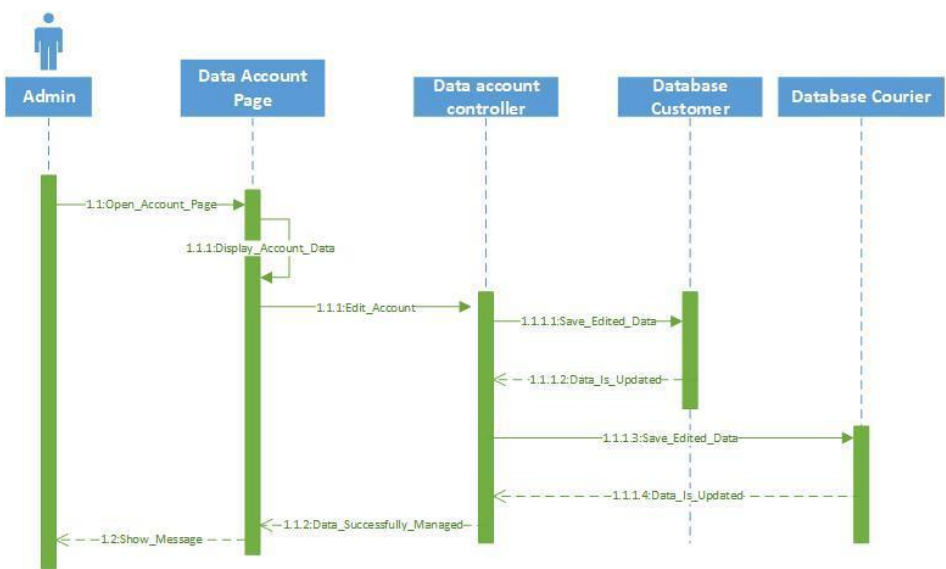 Admin
Data Account
Page
Data account
controller
Database
Customer
Database Courier
1.1:Open_Account_Page
1.1.1:Display_Account_Data
1.1.1:Edit_Account
1.1.1.1:Save_Edited_Data
1.1.1.2:Data_Is_Updated
1.1.1.3:Save_Edited_Data
1.1.1.4:Data_Is_Updated
1.1.2:Data_Successfully_Managed
1.2:Show_Message